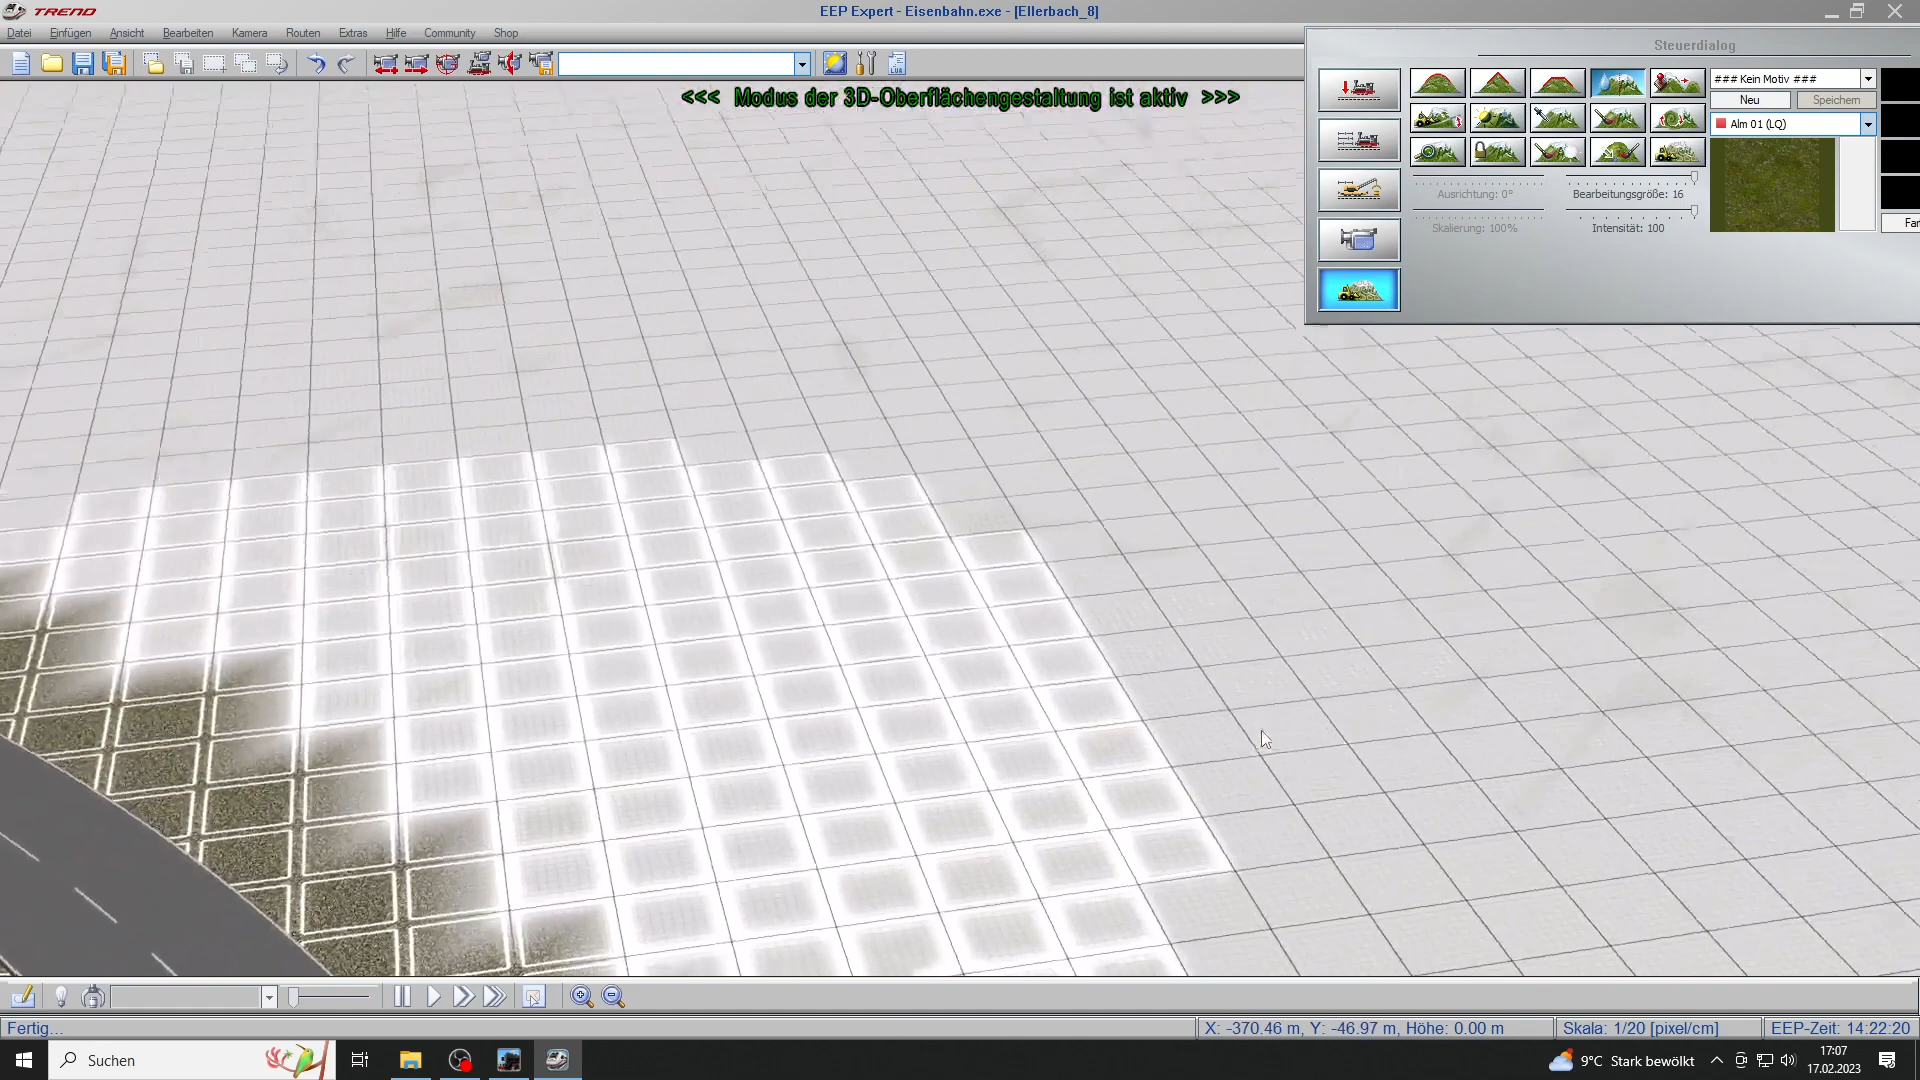 TREND
EEP Expert - Eisenbahn.exe - [Ellerbach_8]
Datei Einfügen Ansicht Bearbeiten Kamera Routen Extras Hilfe Community Shop
Steuerdialog
<<< Modus der 3D-Oberflächengestaltung ist aktiv >>>
### Kein Motiv ###
Neu Speichern
Alm 01 (LQ)
Ausrichtung: 0° Bearbeitungsgröße: 16
Skalierung: 100% Intensität: 100
LUA
Fertig...
X: -370.46 m, Y: -46.97 m, Höhe: 0.00 m
Skala: 1/20 [pixel/cm]
EEP-Zeit: 14:22:20
Suchen
9°C Stark bewölkt
17:07
17.02.2023